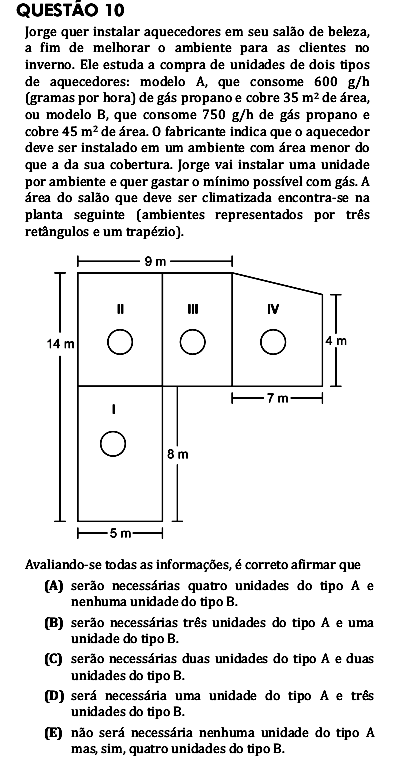 QUESTÃO 10
Jorge quer instalar aquecedores em seu salão de beleza,
a fim de melhorar o ambiente para as clientes no
inverno. Ele estuda a compra de unidades de dois tipos
de aquecedores: modelo A, que consome 600 g/h
(gramas por hora) de gás propano e cobre 35 m² de área,
ou modelo B, que consome 750 g/h de gás propano e
cobre 45 m² de área. O fabricante indica que o aquecedor
deve ser instalado em um ambiente com área menor do
que a da sua cobertura. Jorge vai instalar uma unidade
por ambiente e quer gastar o mínimo possível com gás. A
área do salão que deve ser climatizada encontra-se na
planta seguinte (ambientes representados por três
retângulos e um trapézio).
9 m
II III IV
14 m
4 m
7 m
I
8 m
5 m
Avaliando-se todas as informações, é correto afirmar que
(A) serão necessárias quatro unidades do tipo A e
nenhuma unidade do tipo B.
(B) serão necessárias três unidades do tipo A e uma
unidade do tipo B.
(C) serão necessárias duas unidades do tipo A e duas
unidades do tipo B.
(D) será necessária uma unidade do tipo A e três
unidades do tipo B.
(E) não será necessária nenhuma unidade do tipo A
mas, sim, quatro unidades do tipo B.